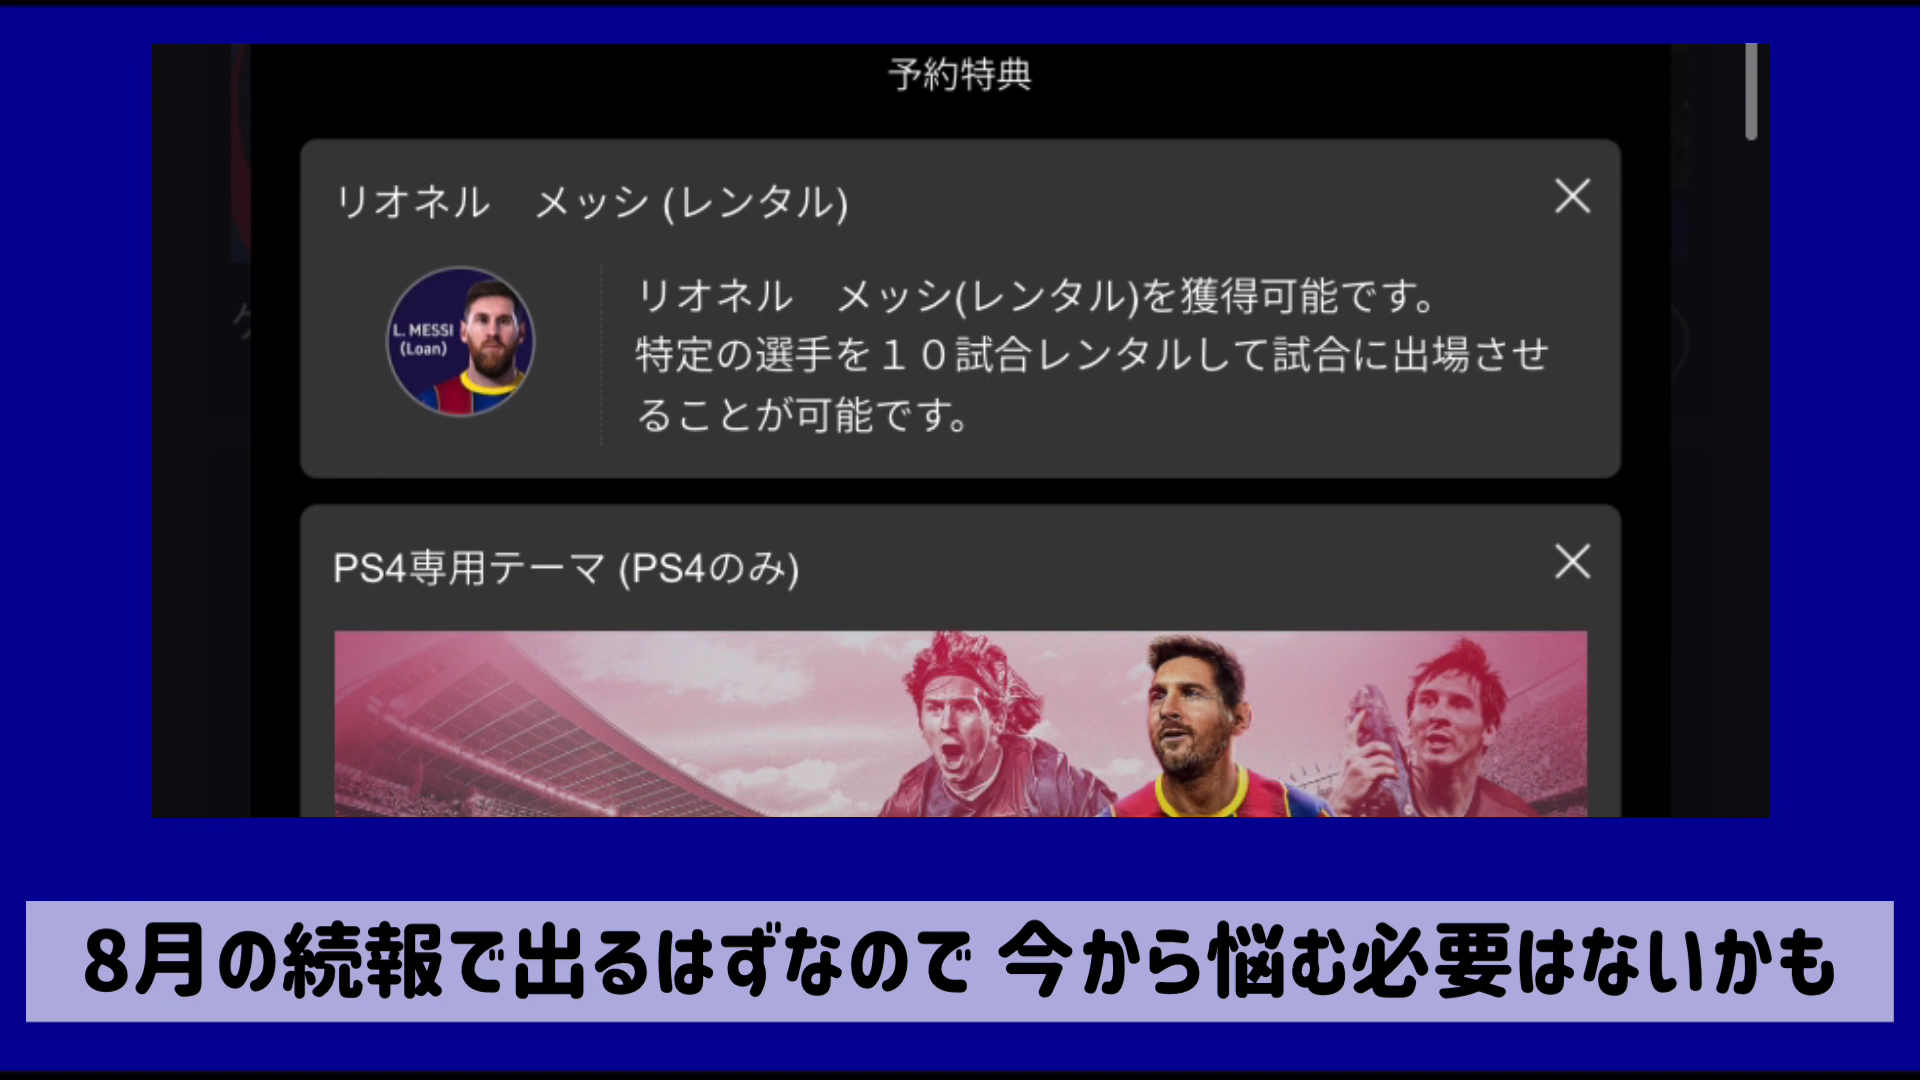 予約特典
リオネル　メッシ (レンタル)
L. MESSI
(Loan)
リオネル　メッシ(レンタル)を獲得可能です。
特定の選手を１０試合レンタルして試合に出場させ
ることが可能です。
PS4専用テーマ (PS4のみ)
8月の続報で出るはずなので 今から悩む必要はないかも